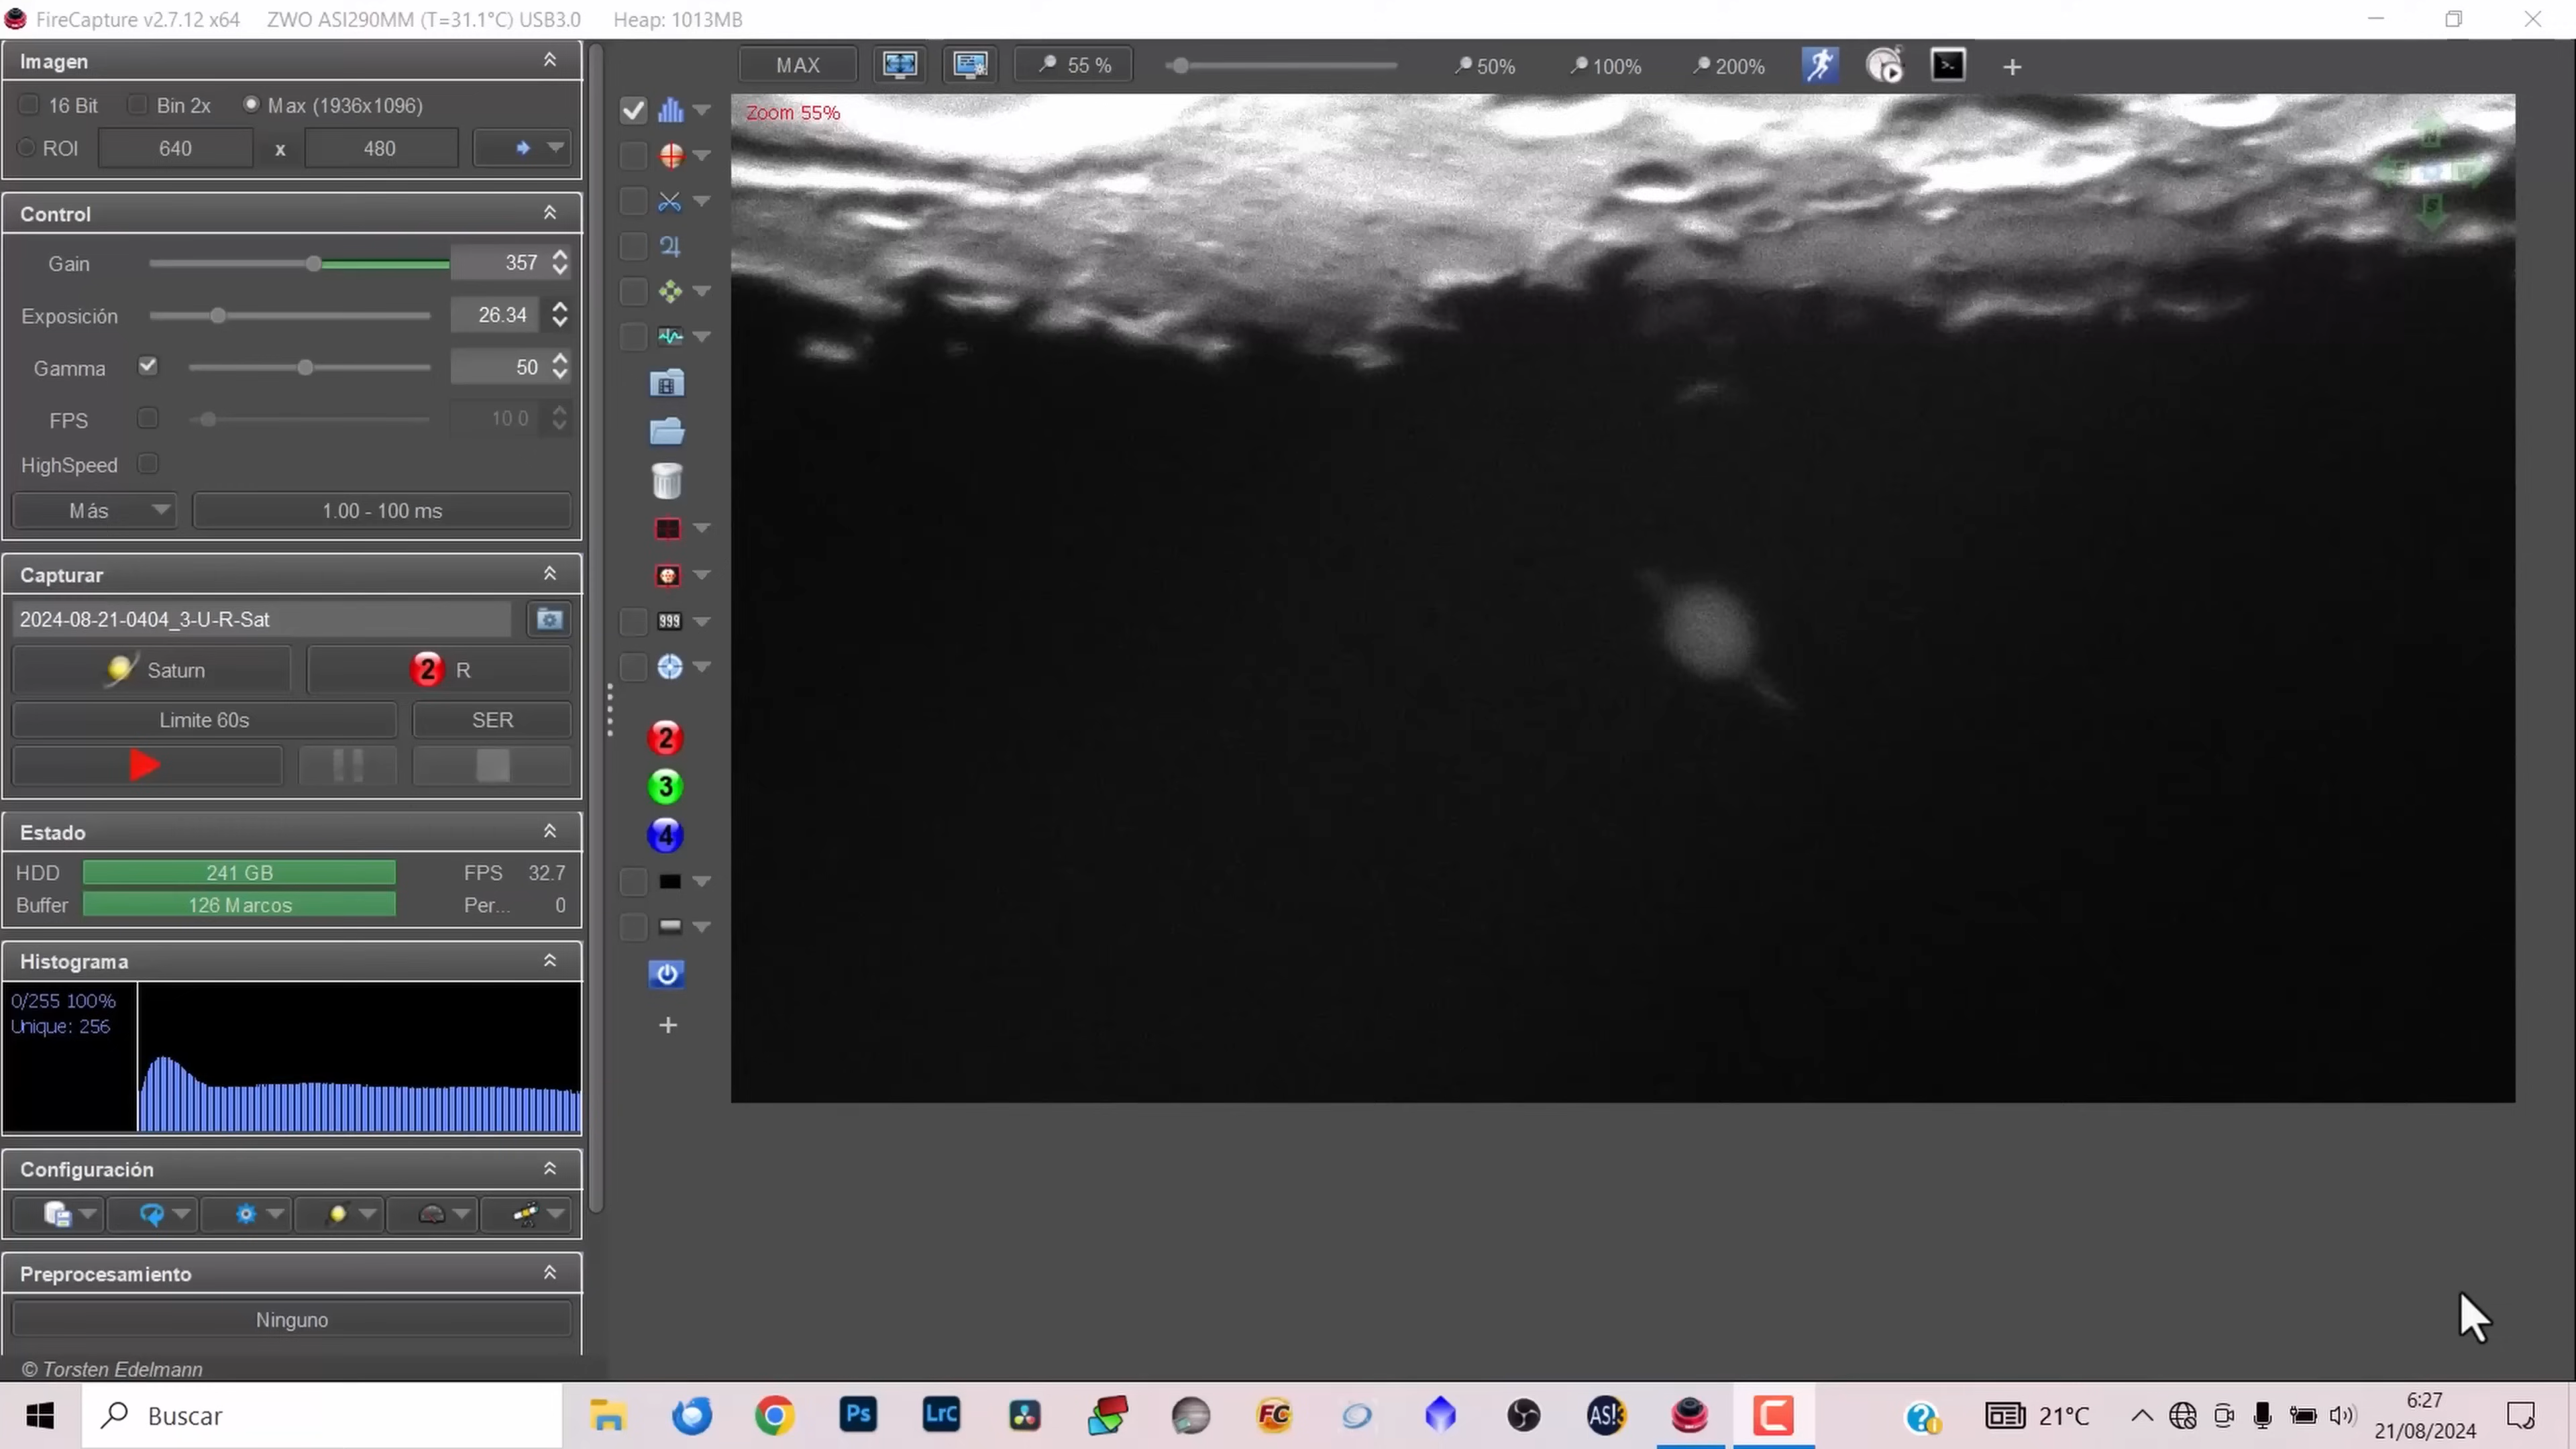 FireCapture v2.7.12 x64 ZWO ASI290MM (T=31.1°C) USB3.0 Heap: 1013MB
Imagen
16 Bit Bin 2x Max (1936x1096)
ROI 640 x 480
Control
Gain 357
Exposición 26.34
Gamma 50
FPS 10.0
HighSpeed
Más 1.00 - 100 ms
Capturar
2024-08-21-0404_3-U-R-Sat
Saturn 2 R
Limite 60s SER
Estado
HDD 241 GB FPS 32.7
Buffer 126 Marcos Per... 0
Histograma
0/255 100%
Unique: 256
Configuración
Preprocesamiento
Ninguno
© Torsten Edelmann
MAX 55 % 50% 100% 200%
Zoom 55%
N
S
999
2
3
4
Buscar
Ps LrC FC AS!3
21°C
6:27
21/08/2024